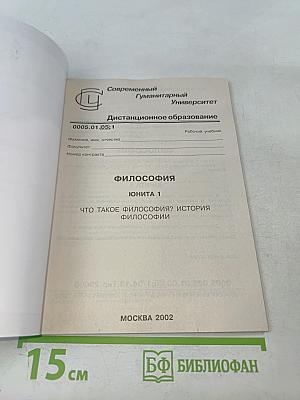 Современный
Гуманитарный
Университет
Дистанционное образование
0005.01.05;1
Рабочий учебник
Фамилия, имя, отчество
Факультет
Номер контракта
ФИЛОСОФИЯ
ЮНИТА 1
ЧТО ТАКОЕ ФИЛОСОФИЯ? ИСТОРИЯ
ФИЛОСОФИИ
МОСКВА 2002
15 см
БФ БИБЛИОФАН